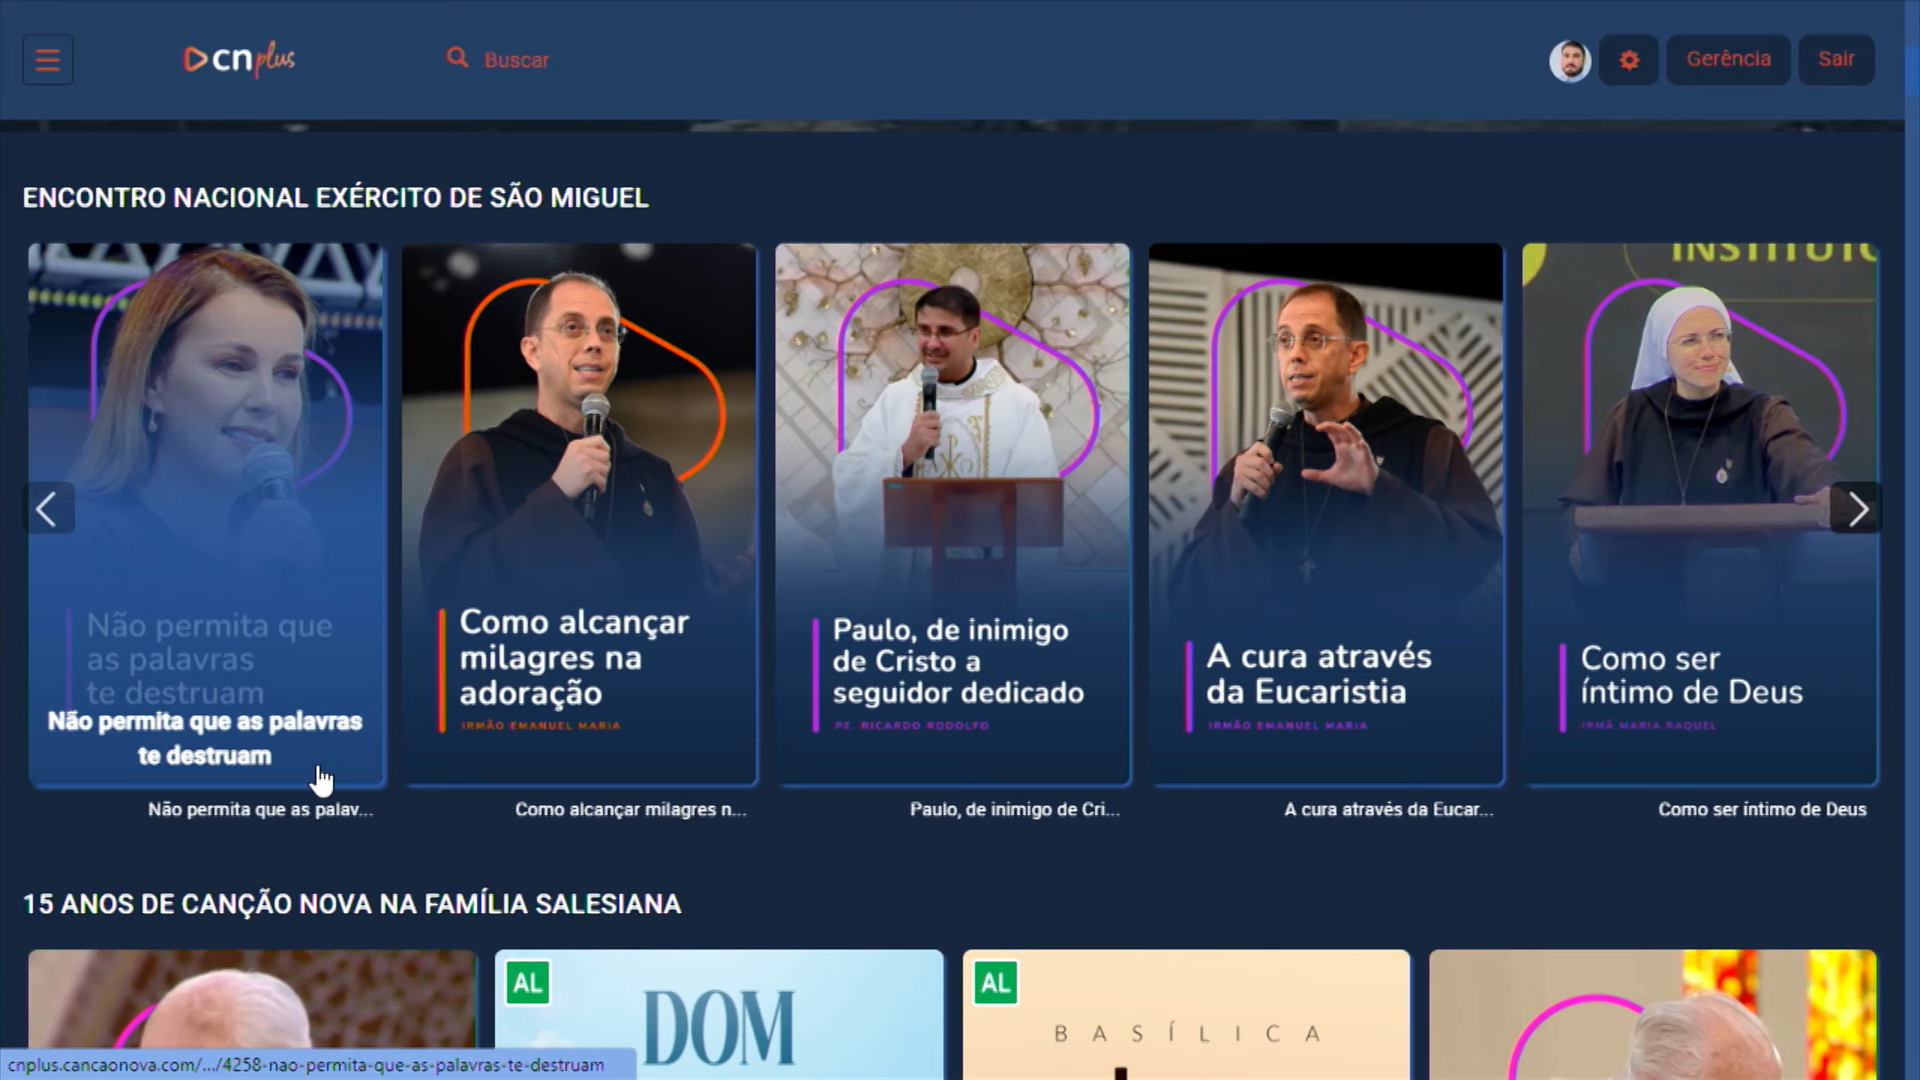 cnplus
Buscar
Gerência
Sair
ENCONTRO NACIONAL EXÉRCITO DE SÃO MIGUEL
Não permita que
as palavras
te destruam
Não permita que as palavras
te destruam
Não permita que as palav...
Como alcançar
milagres na
adoração
IRMÃO EMANUEL MARIA
Como alcançar milagres n...
Paulo, de inimigo
de Cristo a
seguidor dedicado
PE. RICARDO RODOLFO
Paulo, de inimigo de Cri...
A cura através
da Eucaristia
IRMÃO EMANUEL MARIA
A cura através da Eucar...
INSTITUTO
Como ser
íntimo de Deus
IRMÃ MARIA RAQUEL
Como ser íntimo de Deus
15 ANOS DE CANÇÃO NOVA NA FAMÍLIA SALESIANA
AL
DOM
AL
BASÍLICA
cnplus.cancaonova.com/.../4258-nao-permita-que-as-palavras-te-destruam